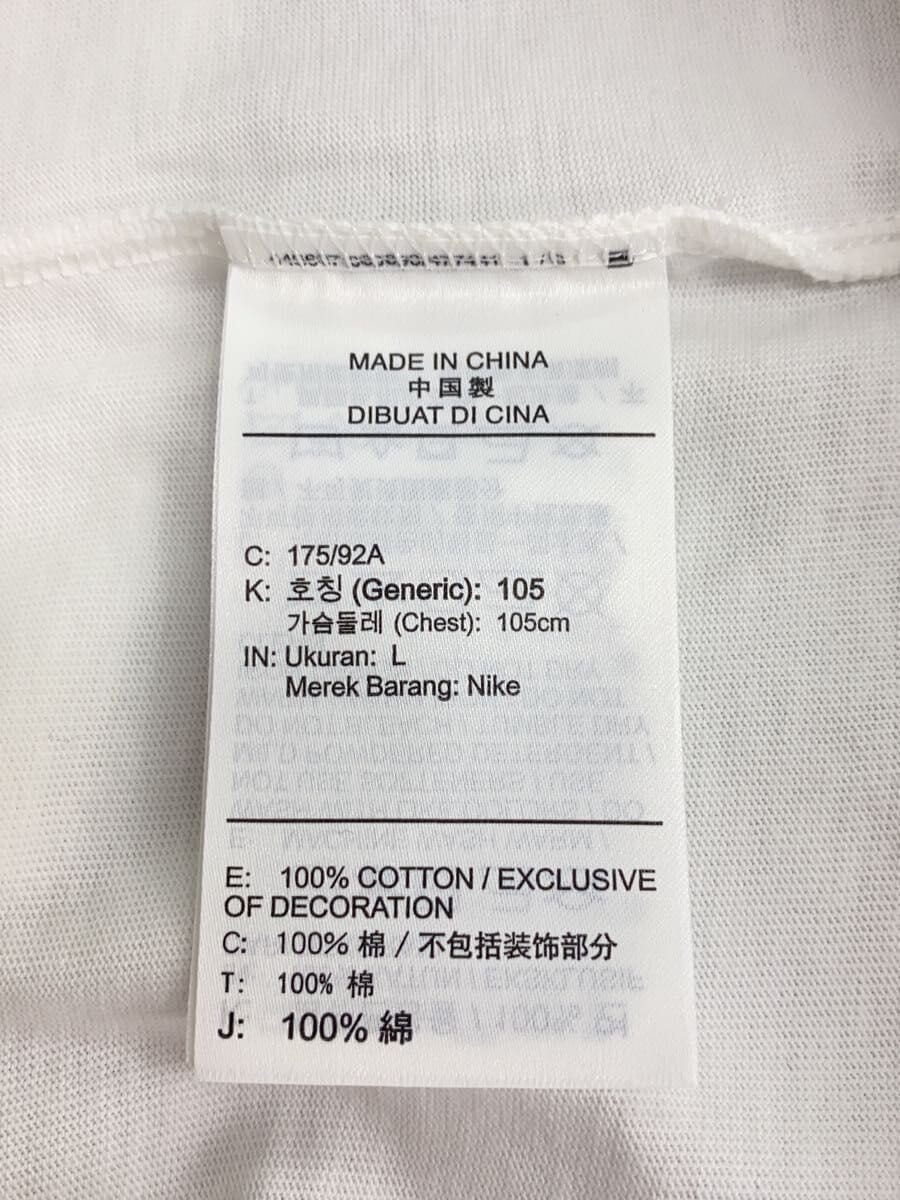 MADE IN CHINA
中国製
DIBUAT DI CINA
C: 175/92A
K: 호칭 (Generic): 105
가슴둘레 (Chest): 105cm
IN: Ukuran: L
Merek Barang: Nike
E: 100% COTTON / EXCLUSIVE
OF DECORATION
C: 100% 棉 / 不包括装饰部分
T: 100% 棉
J: 100% 綿